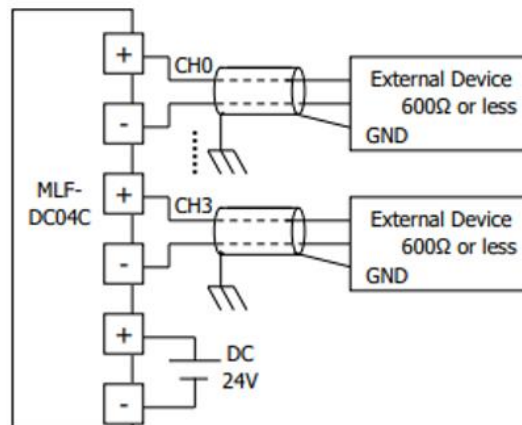 +
CH0
-
External Device
600Ω or less
GND
MLF-
DC04C
+
CH3
-
External Device
600Ω or less
GND
+
DC
24V
-